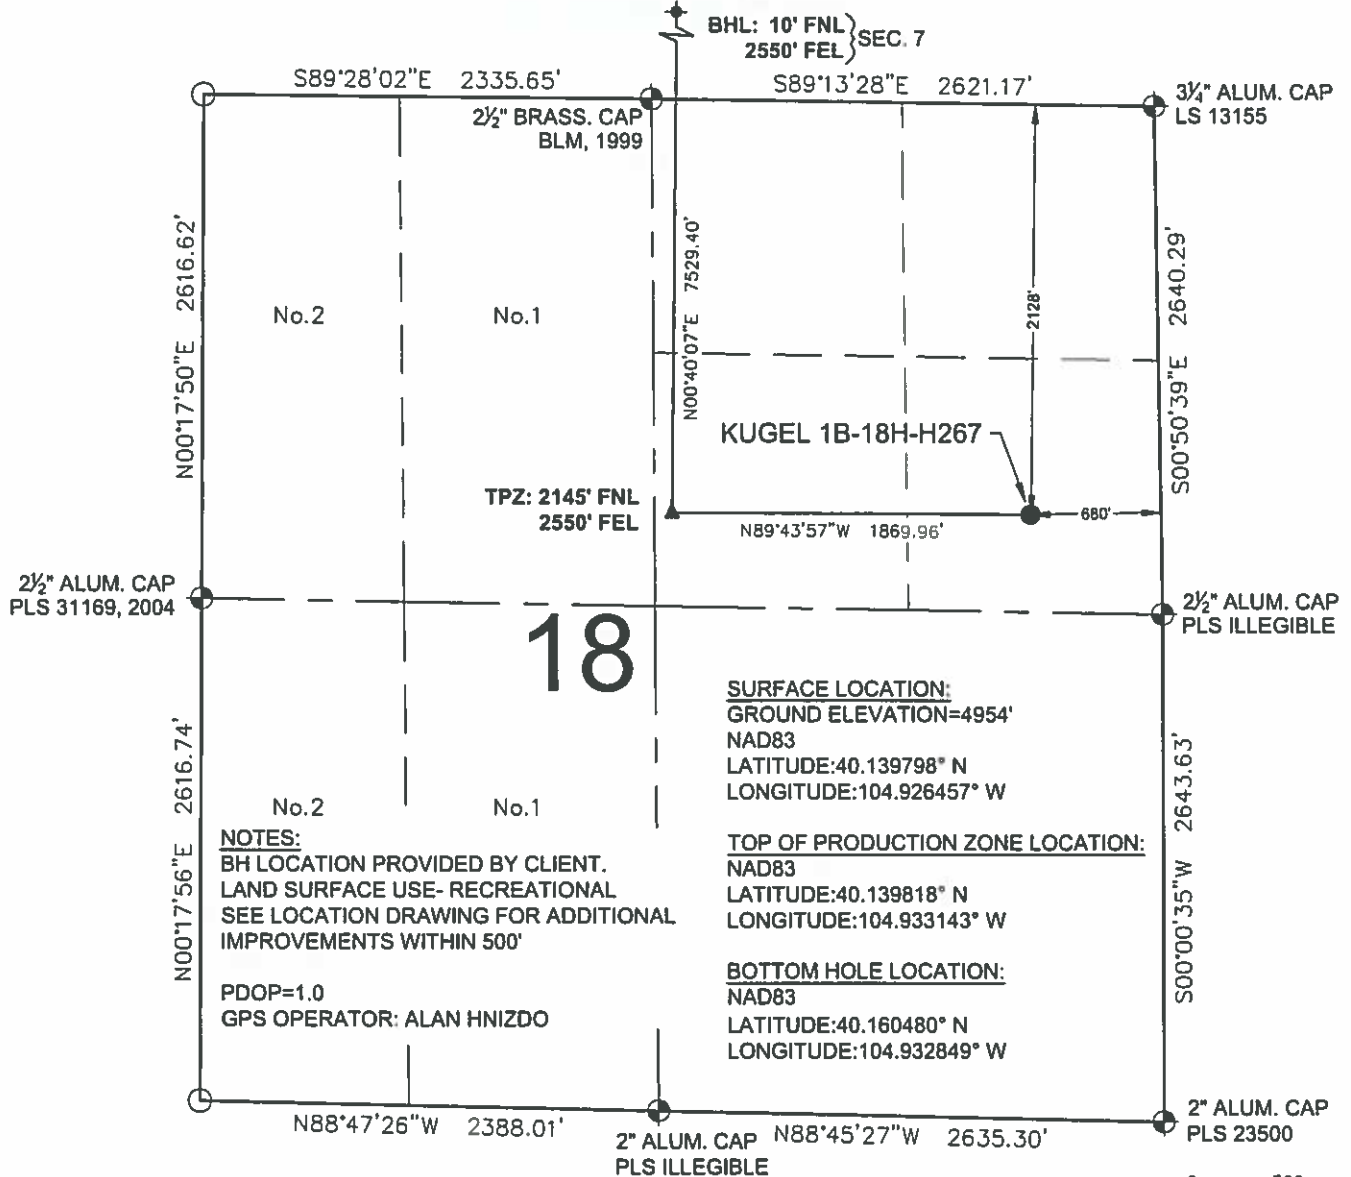 BHL: 10' FNL
2550' FEL
SEC. 7
S89°28'02"E 2335.65'
S89°13'28"E 2621.17'
3¼" ALUM. CAP
LS 13155
2½" BRASS. CAP
BLM, 1999
N00°17'50"E 2616.62'
No.2
No.1
N00°40'07"E 7529.40'
2128'
S00°50'39"E 2640.29'
KUGEL 1B-18H-H267
TPZ: 2145' FNL
2550' FEL
N89°43'57"W 1869.96'
680'
2½" ALUM. CAP
PLS 31169, 2004
2½" ALUM. CAP
PLS ILLEGIBLE
18
SURFACE LOCATION:
GROUND ELEVATION=4954'
NAD83
LATITUDE:40.139798° N
LONGITUDE:104.926457° W
N00°17'56"E 2616.74'
No.2
No.1
S00°00'35"W 2643.63'
NOTES:
BH LOCATION PROVIDED BY CLIENT.
LAND SURFACE USE- RECREATIONAL
SEE LOCATION DRAWING FOR ADDITIONAL
IMPROVEMENTS WITHIN 500'
TOP OF PRODUCTION ZONE LOCATION:
NAD83
LATITUDE:40.139818° N
LONGITUDE:104.933143° W
PDOP=1.0
GPS OPERATOR: ALAN HNIZDO
BOTTOM HOLE LOCATION:
NAD83
LATITUDE:40.160480° N
LONGITUDE:104.932849° W
N88°47'26"W 2388.01'
2" ALUM. CAP
PLS ILLEGIBLE
N88°45'27"W 2635.30'
2" ALUM. CAP
PLS 23500